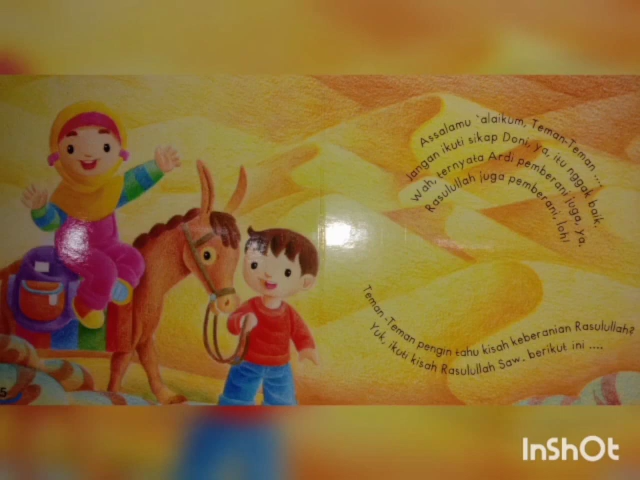 Assalamu 'alaikum, Teman-Teman ...!
Jangan ikuti sikap Doni, ya, itu nggak baik.
Wah, ternyata Ardi pemberani juga, ya.
Rasulullah juga pemberani, loh!
Teman-Teman pengin tahu kisah keberanian Rasulullah?
Yuk, ikuti kisah Rasulullah Saw. berikut ini ....
5
InShOt